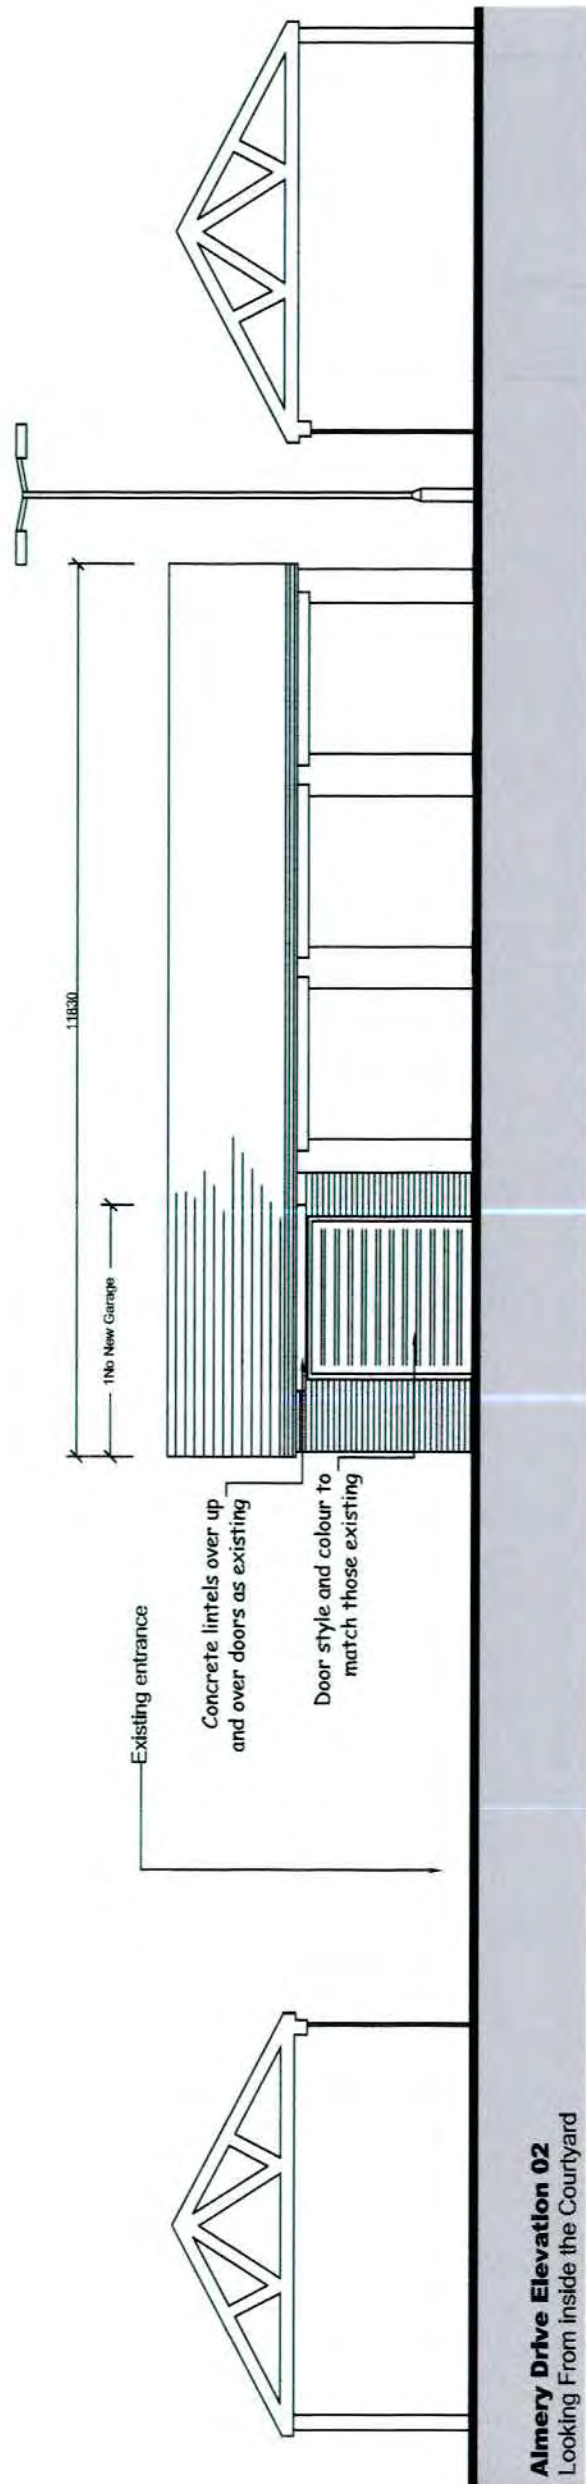 11830
1No New Garage
Existing entrance
Concrete lintels over up
and over doors as existing
Door style and colour to
match those existing
Almery Drive Elevation 02
Looking From inside the Courtyard